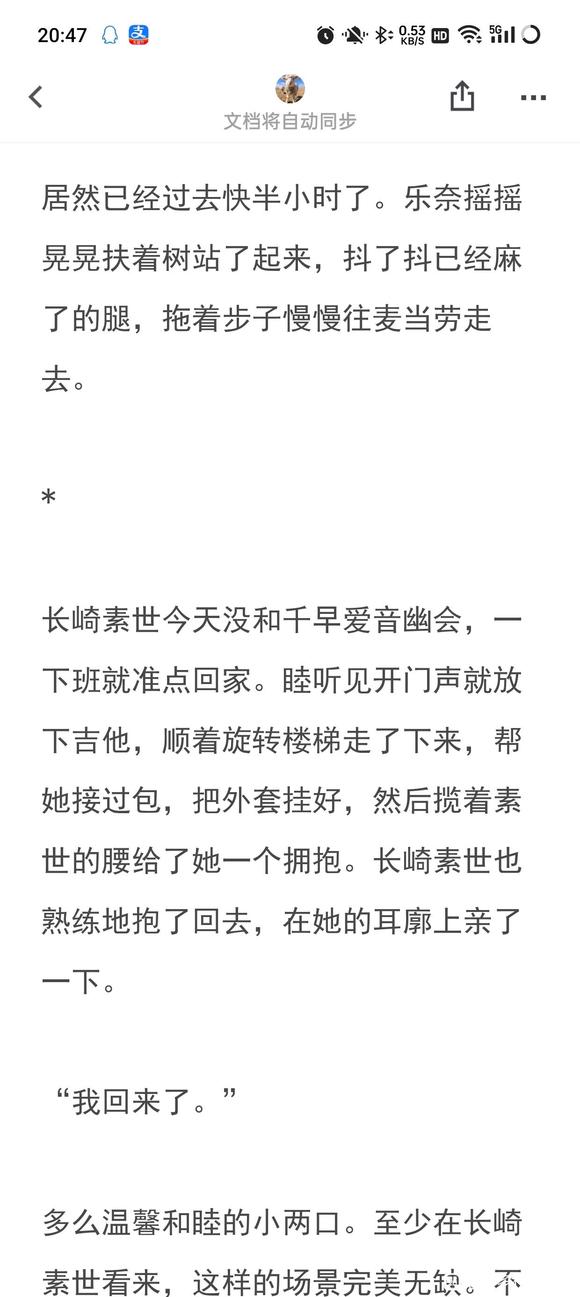 20:47
0.53
KB/S
HD
5G
文档将自动同步
居然已经过去快半小时了。乐奈摇摇
晃晃扶着树站了起来，抖了抖已经麻
了的腿，拖着步子慢慢往麦当劳走
去。
*
长崎素世今天没和千早爱音幽会，一
下班就准点回家。睦听见开门声就放
下吉他，顺着旋转楼梯走了下来，帮
她接过包，把外套挂好，然后揽着素
世的腰给了她一个拥抱。长崎素世也
熟练地抱了回去，在她的耳廓上亲了
一下。
“我回来了。”
多么温馨和睦的小两口。至少在长崎
素世看来，这样的场景完美无缺。不